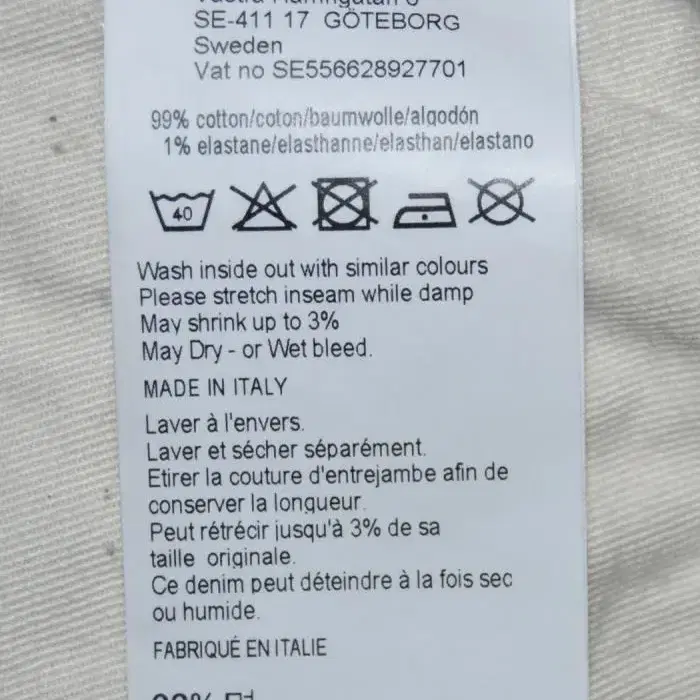 SE-411 17 GÖTEBORG
Sweden
Vat no SE556628927701
99% cotton/coton/baumwolle/algodón
1% elastane/elasthanne/elasthan/elastano
40
Wash inside out with similar colours
Please stretch inseam while damp
May shrink up to 3%
May Dry - or Wet bleed.
MADE IN ITALY
Laver à l'envers.
Laver et sécher séparément.
Etirer la couture d'entrejambe afin de
conserver la longueur.
Peut rétrécir jusqu'à 3% de sa
taille originale.
Ce denim peut déteindre à la fois sec
ou humide.
FABRIQUÉ EN ITALIE